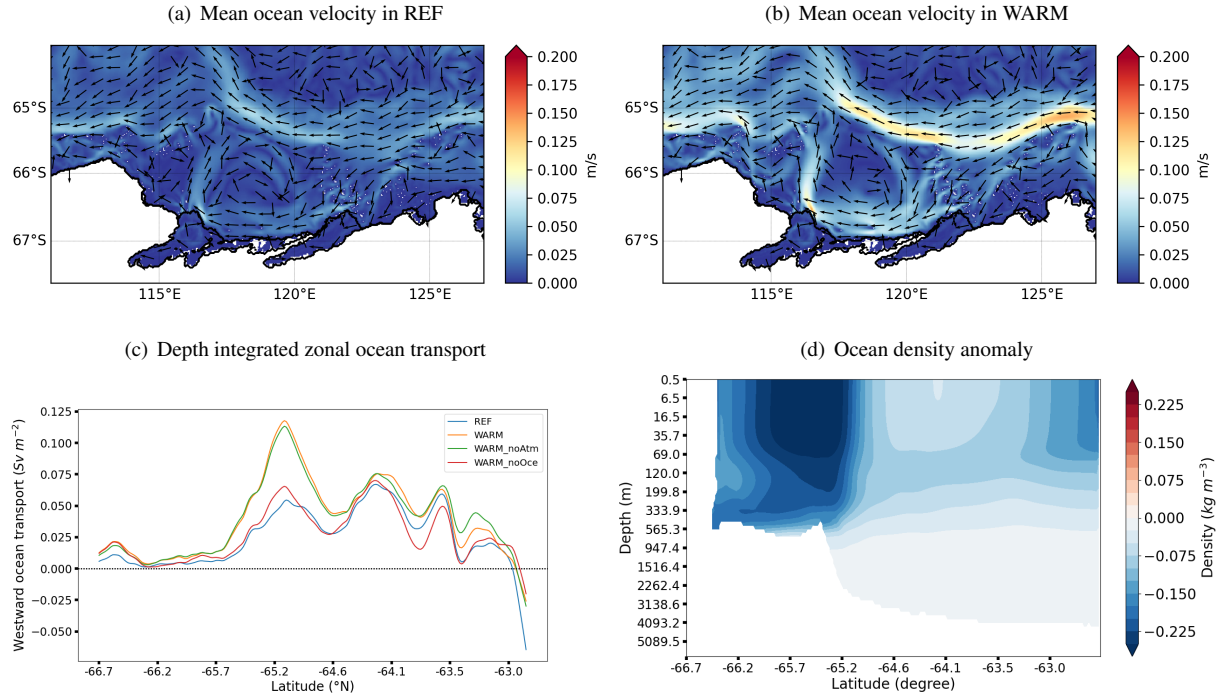 (a) Mean ocean velocity in REF
65°S
66°S
67°S
115°E 120°E 125°E
0.200
0.175
0.150
0.125
0.100
0.075
0.050
0.025
0.000
m/s
(b) Mean ocean velocity in WARM
65°S
66°S
67°S
115°E 120°E 125°E
0.200
0.175
0.150
0.125
0.100
0.075
0.050
0.025
0.000
m/s
(c) Depth integrated zonal ocean transport
Westward ocean transport (Sv m⁻²)
0.125
0.100
0.075
0.050
0.025
0.000
−0.025
−0.050
REF
WARM
WARM_noAtm
WARM_noOce
-66.7 -66.2 -65.7 -65.1 -64.6 -64.1 -63.5 -63.0
Latitude (°N)
(d) Ocean density anomaly
Depth (m)
0.5
6.5
16.5
35.7
69.0
120.0
199.8
333.9
565.3
947.4
1516.4
2262.4
3138.6
4093.2
5089.5
-66.7 -66.2 -65.7 -65.2 -64.6 -64.1 -63.5 -63.0
Latitude (degree)
0.225
0.150
0.075
0.000
−0.075
−0.150
−0.225
Density (kg m⁻³)